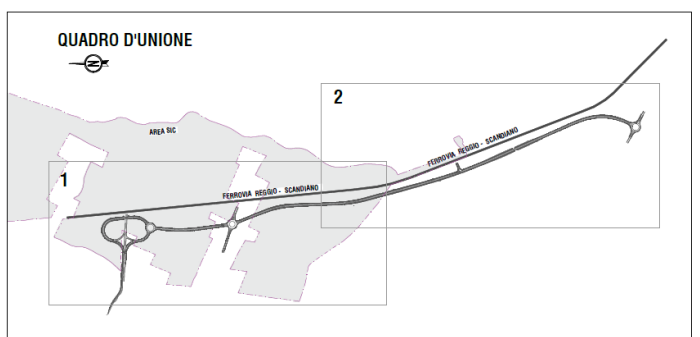 QUADRO D'UNIONE
2
AREA SIC
FERROVIA REGGIO - SCANDIANO
1
FERROVIA REGGIO - SCANDIANO